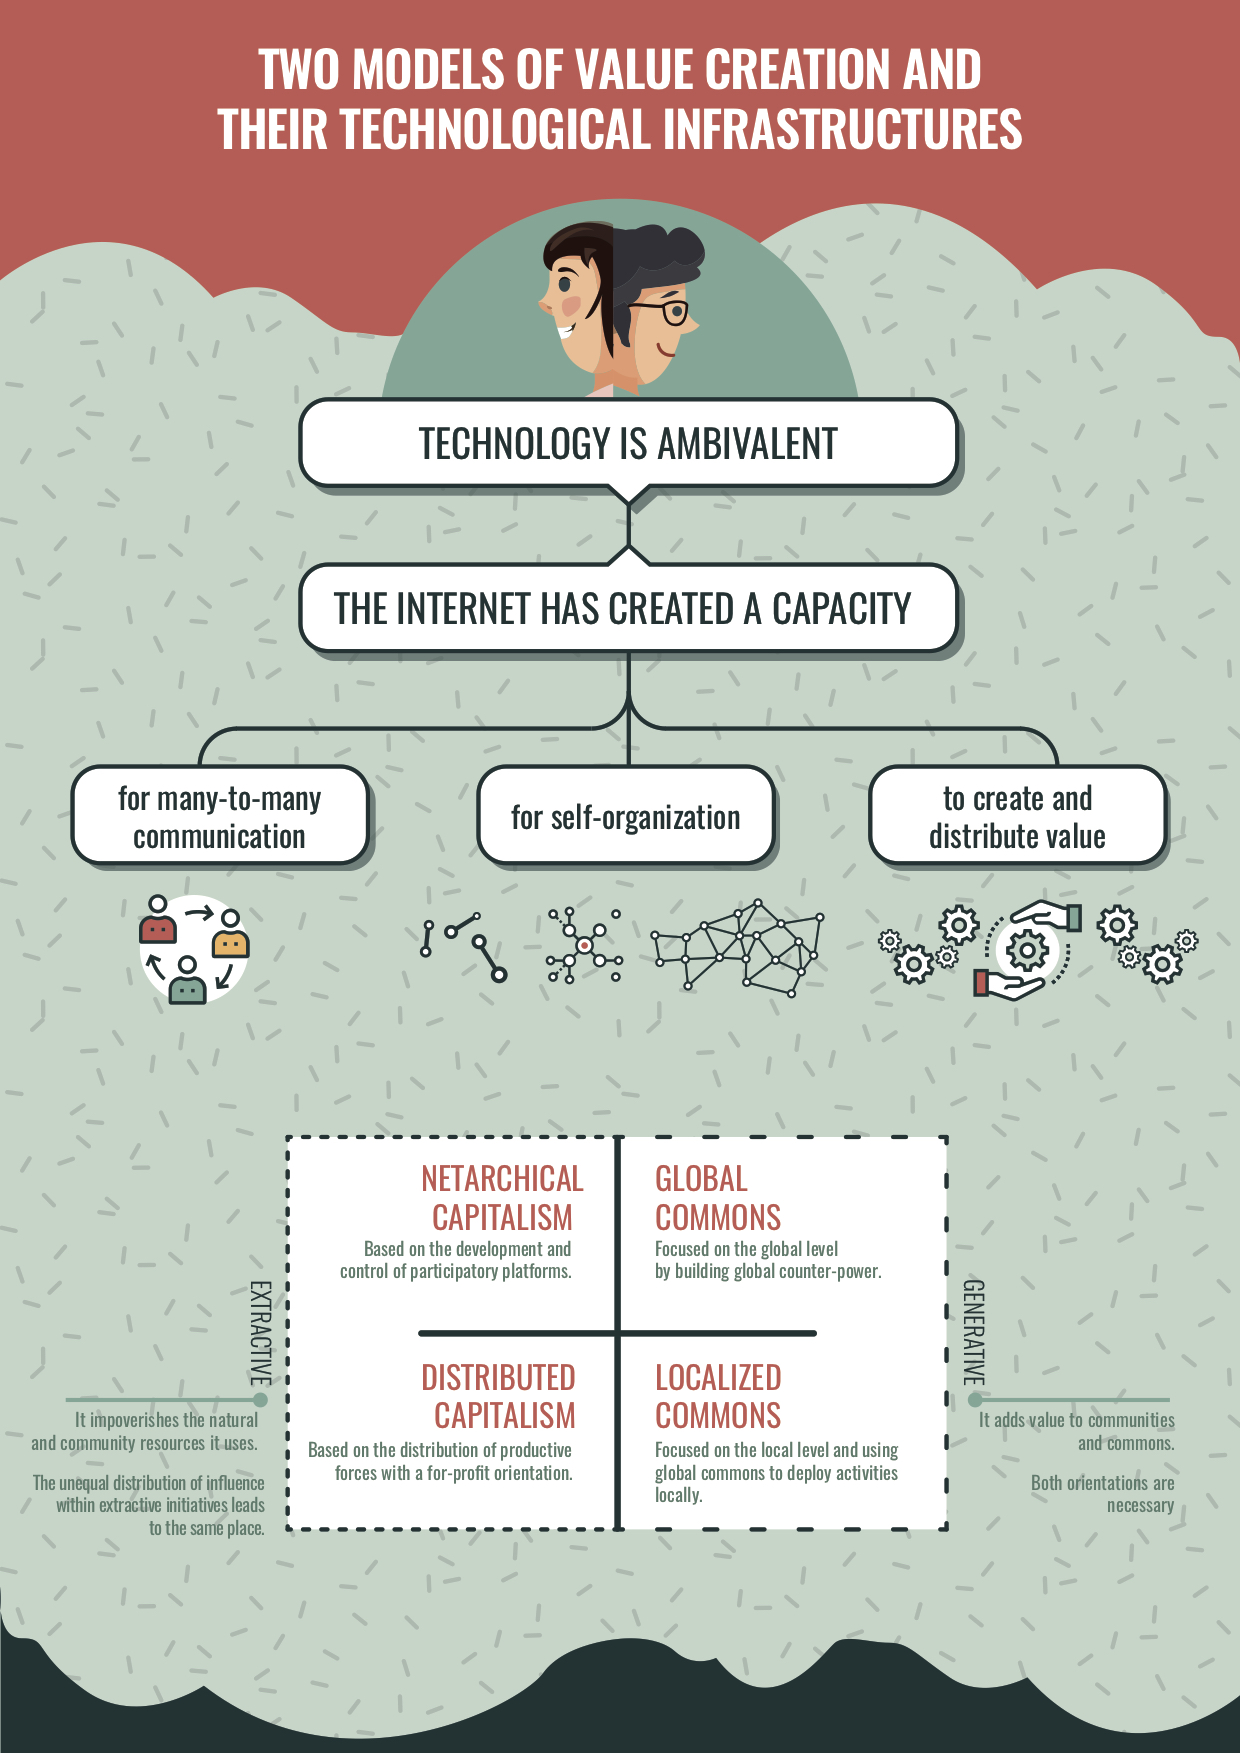 TWO MODELS OF VALUE CREATION AND
THEIR TECHNOLOGICAL INFRASTRUCTURES
TECHNOLOGY IS AMBIVALENT
THE INTERNET HAS CREATED A CAPACITY
for many-to-many
communication
for self-organization
to create and
distribute value
NETARCHICAL
CAPITALISM
Based on the development and
control of participatory platforms.
GLOBAL
COMMONS
Focused on the global level
by building global counter-power.
DISTRIBUTED
CAPITALISM
Based on the distribution of productive
forces with a for-profit orientation.
LOCALIZED
COMMONS
Focused on the local level and using
global commons to deploy activities
locally.
EXTRACTIVE
It impoverishes the natural
and community resources it uses.
The unequal distribution of influence
within extractive initiatives leads
to the same place.
GENERATIVE
It adds value to communities
and commons.
Both orientations are
necessary